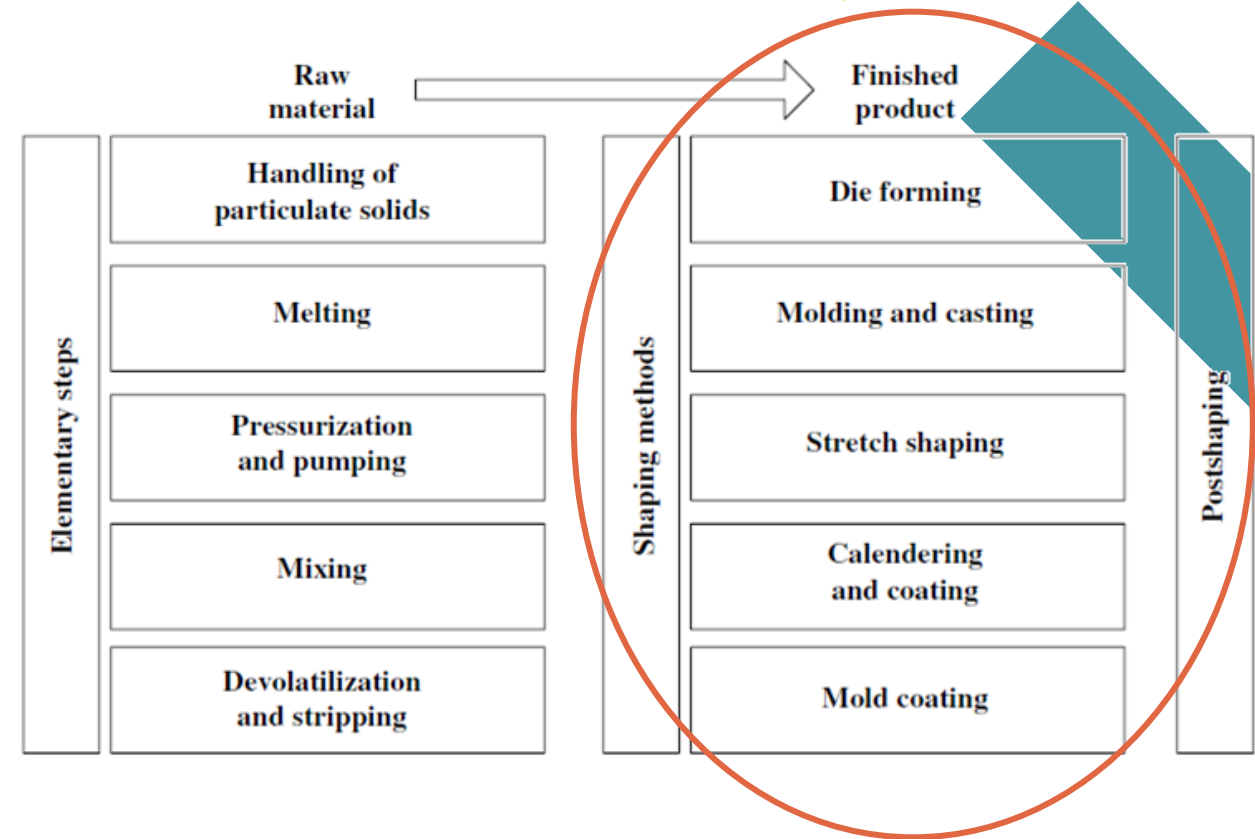 Raw
material
Finished
product
Elementary steps
Handling of
particulate solids
Melting
Pressurization
and pumping
Mixing
Devolatilization
and stripping
Shaping methods
Die forming
Molding and casting
Stretch shaping
Calendering
and coating
Mold coating
Postshaping